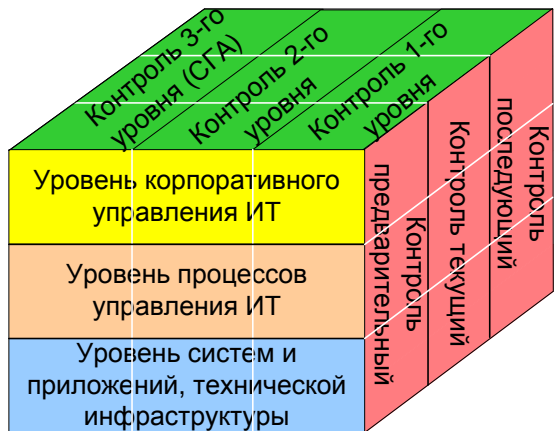 Контроль 3-го
уровня (СГА)
Контроль 2-го
уровня
Контроль 1-го
уровня
Уровень корпоративного
управления ИТ
Уровень процессов
управления ИТ
Уровень систем и
приложений, технической
инфраструктуры
Контроль
предварительный
Контроль текущий
Контроль
последующий